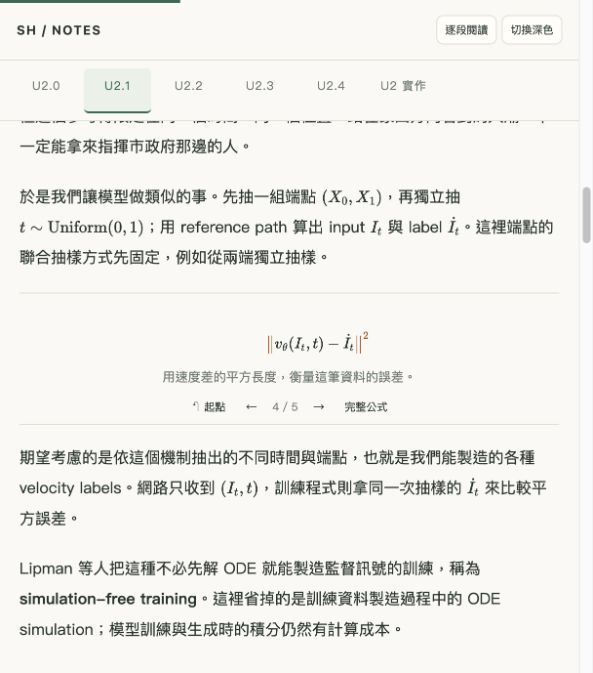 SH / NOTES
逐段閱讀
切換深色
U2.0 U2.1 U2.2 U2.3 U2.4 U2 實作
一定能拿來指揮市政府那邊的人。
於是我們讓模型做類似的事。先抽一組端點 (X₀, X₁),再獨立抽
t ∼ Uniform(0, 1);用 reference path 算出 input Iₜ 與 label İₜ。這裡端點的
聯合抽樣方式先固定,例如從兩端獨立抽樣。
‖v_θ(Iₜ, t) − İₜ‖²
用速度差的平方長度,衡量這筆資料的誤差。
↰ 起點 ← 4 / 5 → 完整公式
期望考慮的是依這個機制抽出的不同時間與端點,也就是我們能製造的各種
velocity labels。網路只收到 (Iₜ, t),訓練程式則拿同一次抽樣的 İₜ 來比較平
方誤差。
Lipman 等人把這種不必先解 ODE 就能製造監督訊號的訓練,稱為
simulation-free training。這裡省掉的是訓練資料製造過程中的 ODE
simulation;模型訓練與生成時的積分仍然有計算成本。